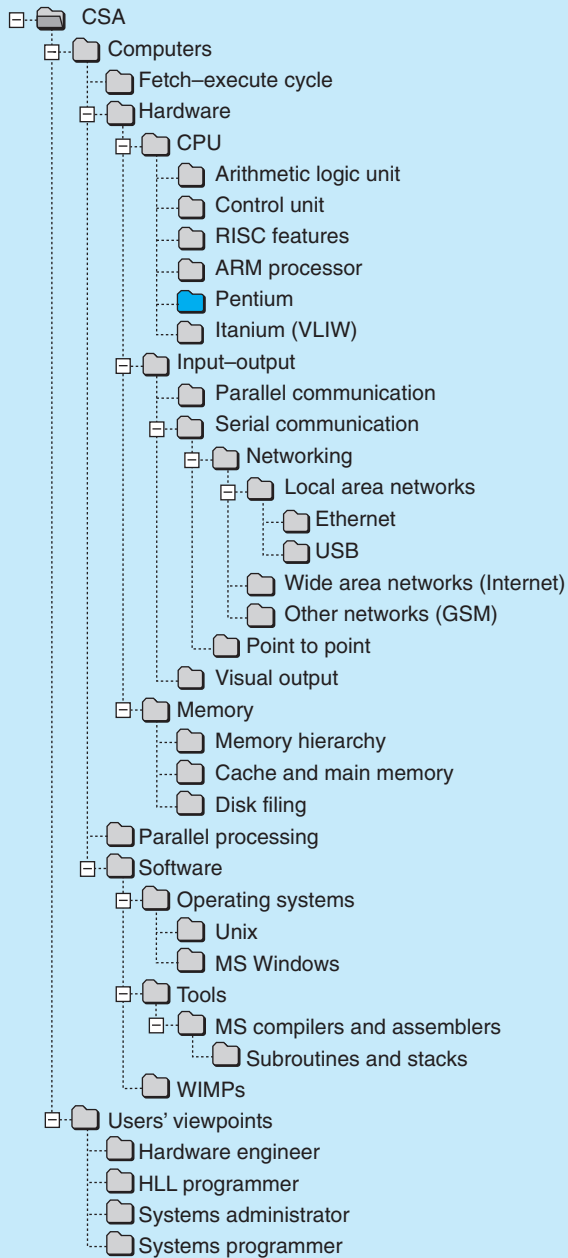 CSA
Computers
Fetch–execute cycle
Hardware
CPU
Arithmetic logic unit
Control unit
RISC features
ARM processor
Pentium
Itanium (VLIW)
Input–output
Parallel communication
Serial communication
Networking
Local area networks
Ethernet
USB
Wide area networks (Internet)
Other networks (GSM)
Point to point
Visual output
Memory
Memory hierarchy
Cache and main memory
Disk filing
Parallel processing
Software
Operating systems
Unix
MS Windows
Tools
MS compilers and assemblers
Subroutines and stacks
WIMPs
Users' viewpoints
Hardware engineer
HLL programmer
Systems administrator
Systems programmer